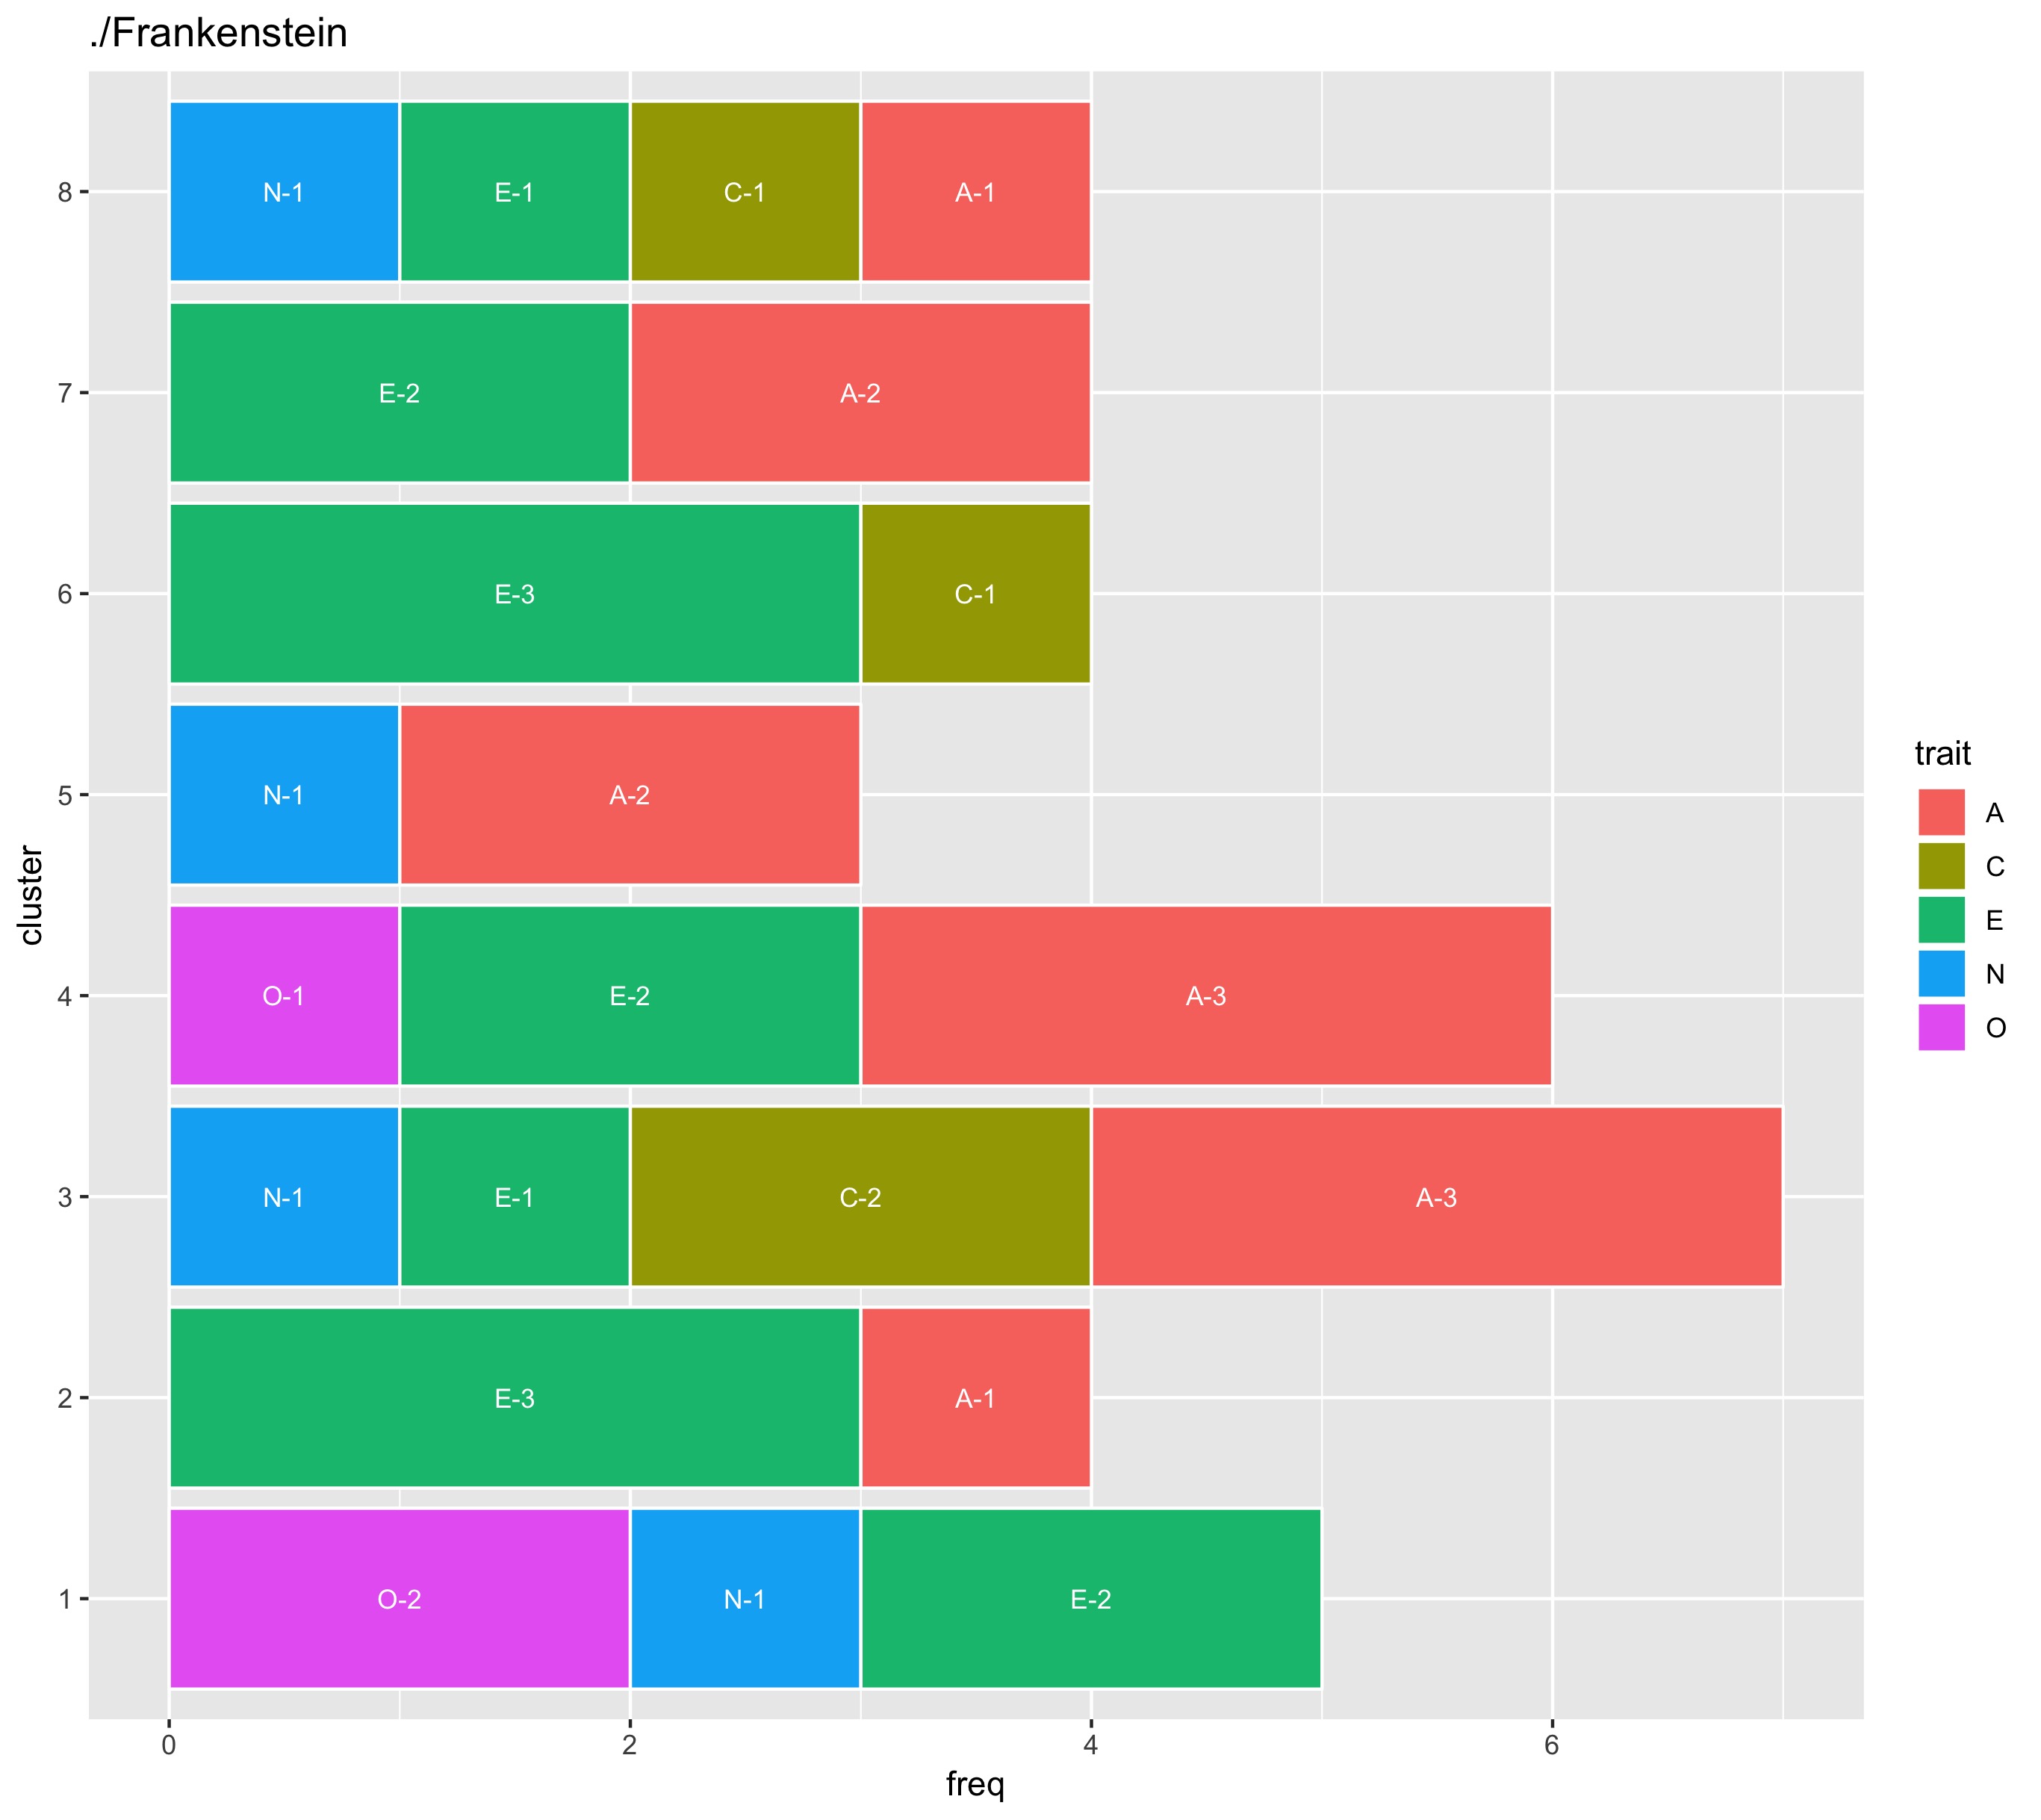 ./Frankenstein
8
N-1 E-1 C-1 A-1
7
E-2 A-2
6
E-3 C-1
5
N-1 A-2
4
O-1 E-2 A-3
3
N-1 E-1 C-2 A-3
2
E-3 A-1
1
O-2 N-1 E-2
0 2 4 6
freq
cluster
trait
A
C
E
N
O